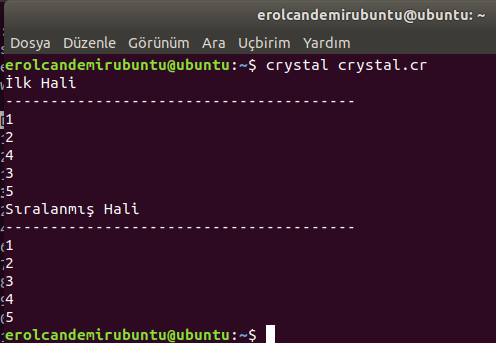 erolcandemirubuntu@ubuntu: ~
Dosya Düzenle Görünüm Ara Uçbirim Yardım
erolcandemirubuntu@ubuntu:~$ crystal crystal.cr
İlk Hali
---------------------------------------
1
2
4
3
5
Sıralanmış Hali
---------------------------------------
1
2
3
4
5
erolcandemirubuntu@ubuntu:~$